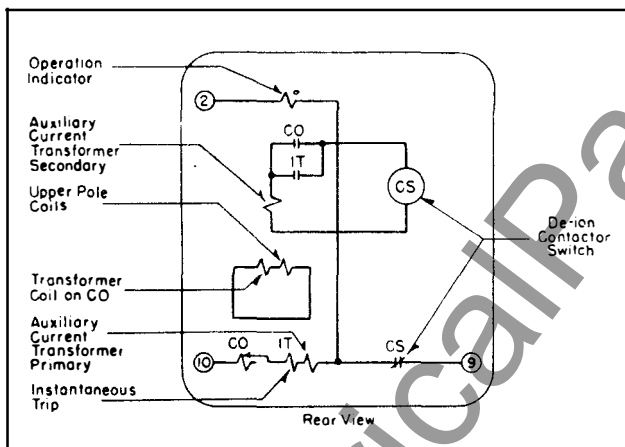 Operation
Indicator
2
Auxiliary
Current
Transformer
Secondary
CO
IT
CS
Upper Pole
Coils
De-ion
Contactor
Switch
Transformer
Coil on CO
Auxiliary
Current
Transformer
Primary
Instantaneous
Trip
10
CO
IT
CS
9
Rear View